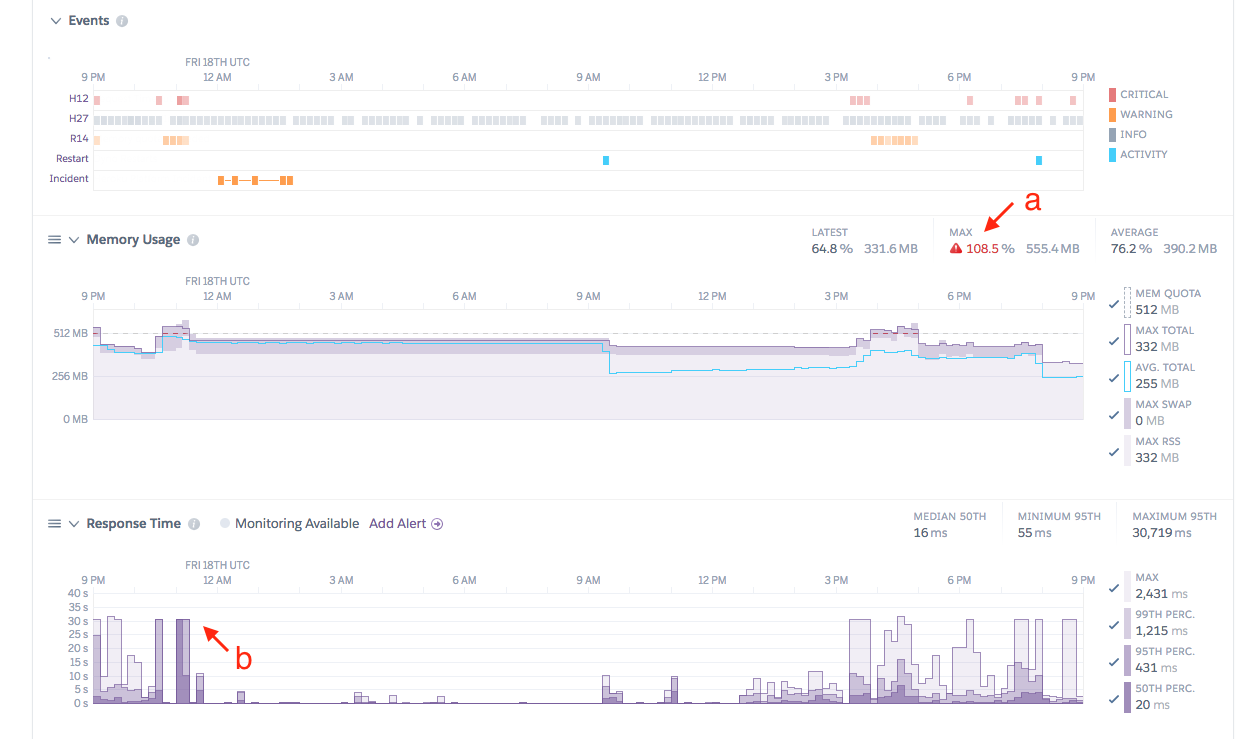 Events
FRI 18TH UTC
9 PM 12 AM 3 AM 6 AM 9 AM 12 PM 3 PM 6 PM 9 PM
H12
H27
R14
Restart
Incident
CRITICAL
WARNING
INFO
ACTIVITY
a
Memory Usage
LATEST
64.8 % 331.6 MB
MAX
108.5 % 555.4 MB
AVERAGE
76.2 % 390.2 MB
FRI 18TH UTC
9 PM 12 AM 3 AM 6 AM 9 AM 12 PM 3 PM 6 PM 9 PM
512 MB
256 MB
0 MB
MEM QUOTA
512 MB
MAX TOTAL
332 MB
AVG. TOTAL
255 MB
MAX SWAP
0 MB
MAX RSS
332 MB
Response Time Monitoring Available Add Alert
MEDIAN 50TH
16 ms
MINIMUM 95TH
55 ms
MAXIMUM 95TH
30,719 ms
FRI 18TH UTC
9 PM 12 AM 3 AM 6 AM 9 AM 12 PM 3 PM 6 PM 9 PM
40 s
35 s
30 s
25 s
20 s
15 s
10 s
5 s
0 s
b
MAX
2,431 ms
99TH PERC.
1,215 ms
95TH PERC.
431 ms
50TH PERC.
20 ms